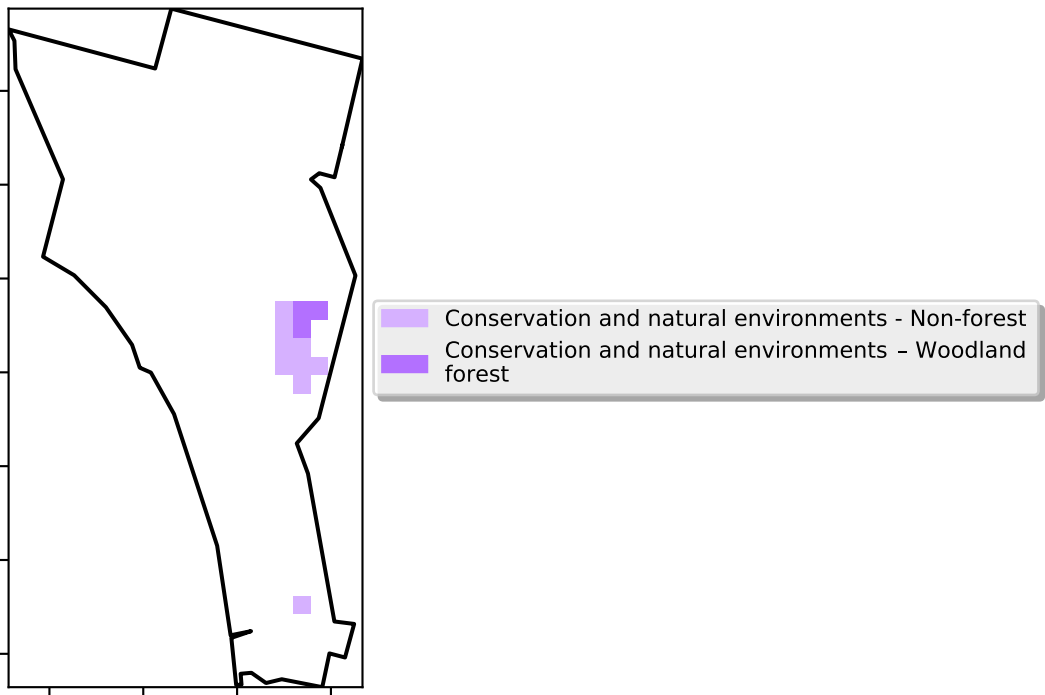 Conservation and natural environments - Non-forest
Conservation and natural environments – Woodland
forest